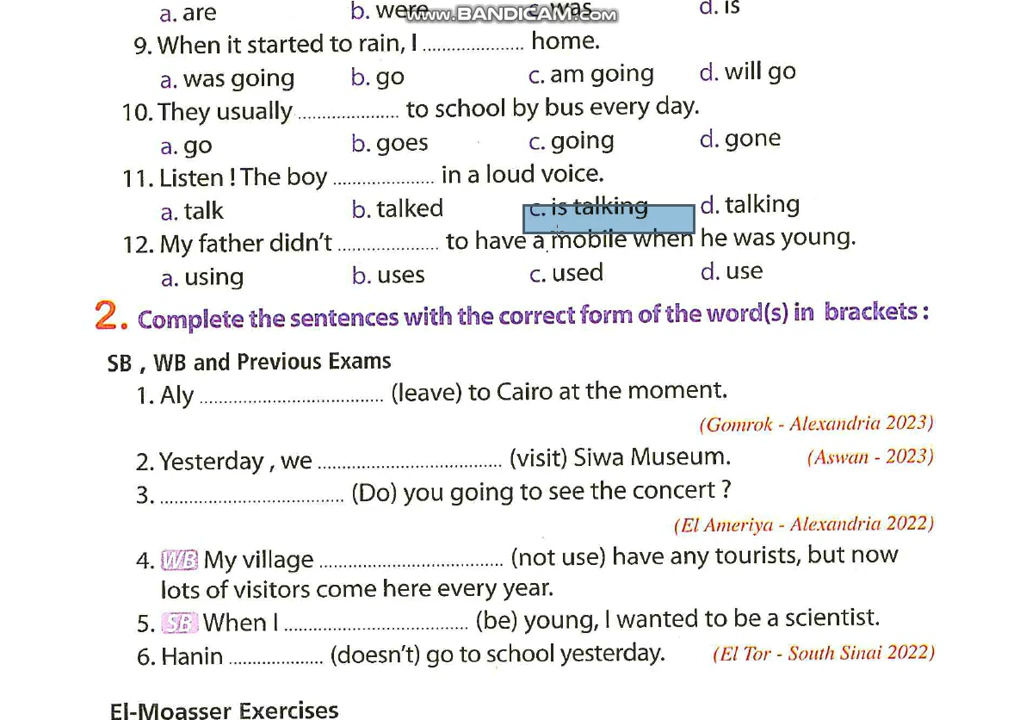 a. are b. were c. was d. is
www.BANDICAM.com
9. When it started to rain, I .................... home.
a. was going b. go c. am going d. will go
10. They usually .................... to school by bus every day.
a. go b. goes c. going d. gone
11. Listen ! The boy .................... in a loud voice.
a. talk b. talked c. is talking d. talking
12. My father didn't .................... to have a mobile when he was young.
a. using b. uses c. used d. use
2. Complete the sentences with the correct form of the word(s) in brackets :
SB , WB and Previous Exams
1. Aly ...................................... (leave) to Cairo at the moment.
(Gomrok - Alexandria 2023)
2. Yesterday , we ...................................... (visit) Siwa Museum. (Aswan - 2023)
3. ...................................... (Do) you going to see the concert ?
(El Ameriya - Alexandria 2022)
4. WB My village ...................................... (not use) have any tourists, but now
lots of visitors come here every year.
5. SB When I ...................................... (be) young, I wanted to be a scientist.
6. Hanin ................... (doesn't) go to school yesterday. (El Tor - South Sinai 2022)
El-Moasser Exercises